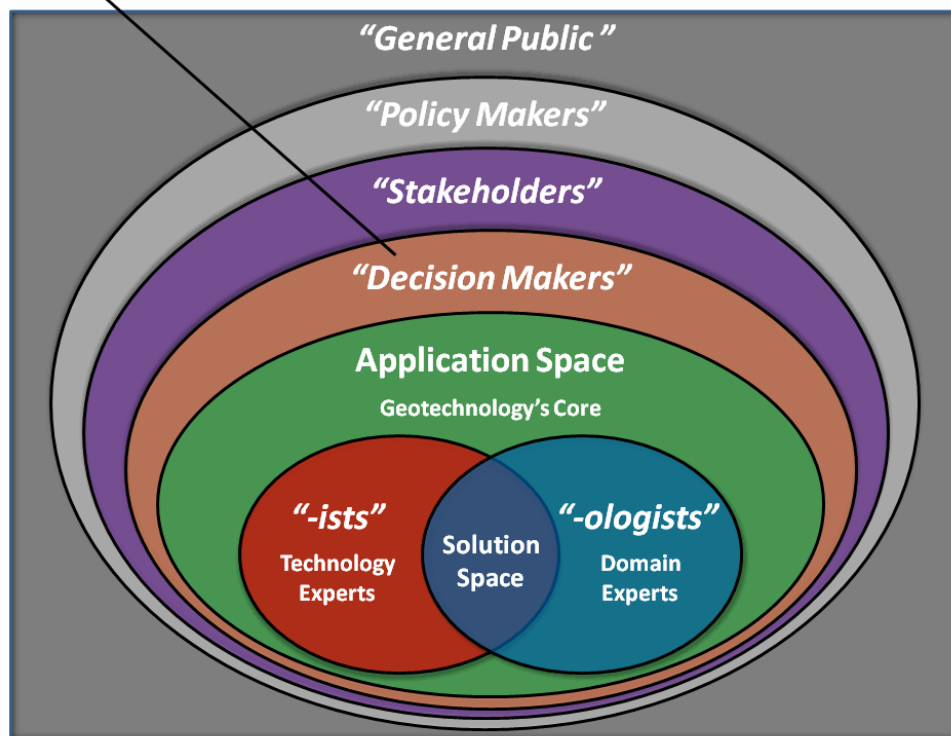 “General Public ”
“Policy Makers”
“Stakeholders”
“Decision Makers”
Application Space
Geotechnology’s Core
“-ists”
Technology
Experts
Solution
Space
“-ologists”
Domain
Experts